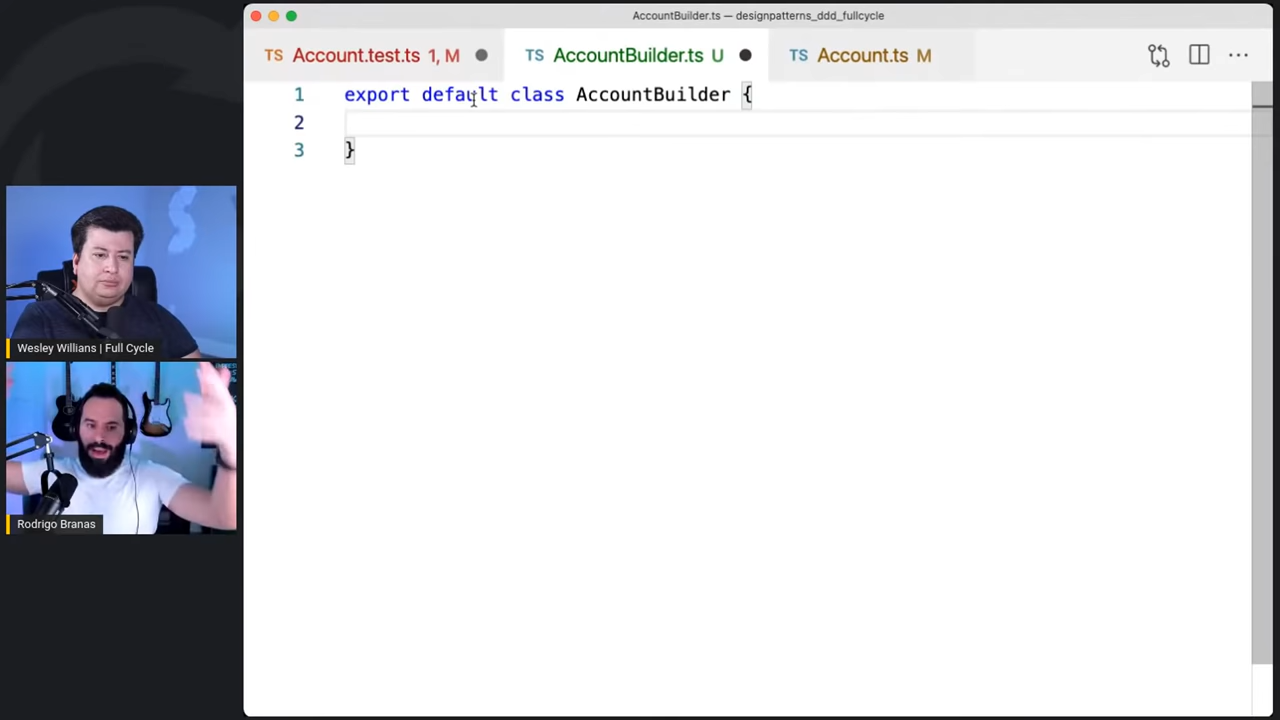 AccountBuilder.ts — designpatterns_ddd_fullcycle
TS Account.test.ts 1, M
TS AccountBuilder.ts U
TS Account.ts M
1 export default class AccountBuilder {
2
3 }
Wesley Willians | Full Cycle
Rodrigo Branas